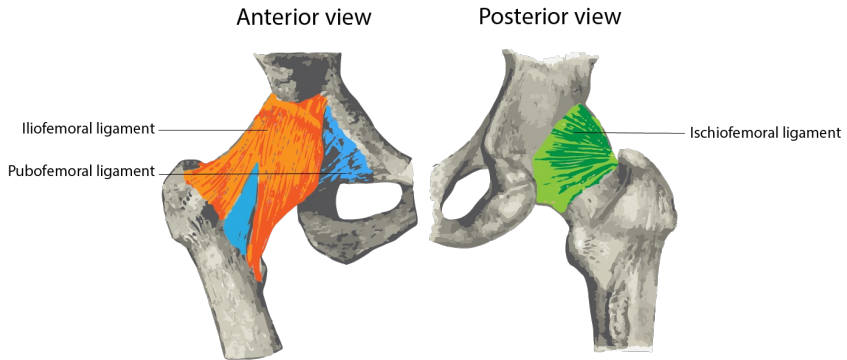 Anterior view
Posterior view
Iliofemoral ligament
Pubofemoral ligament
Ischiofemoral ligament